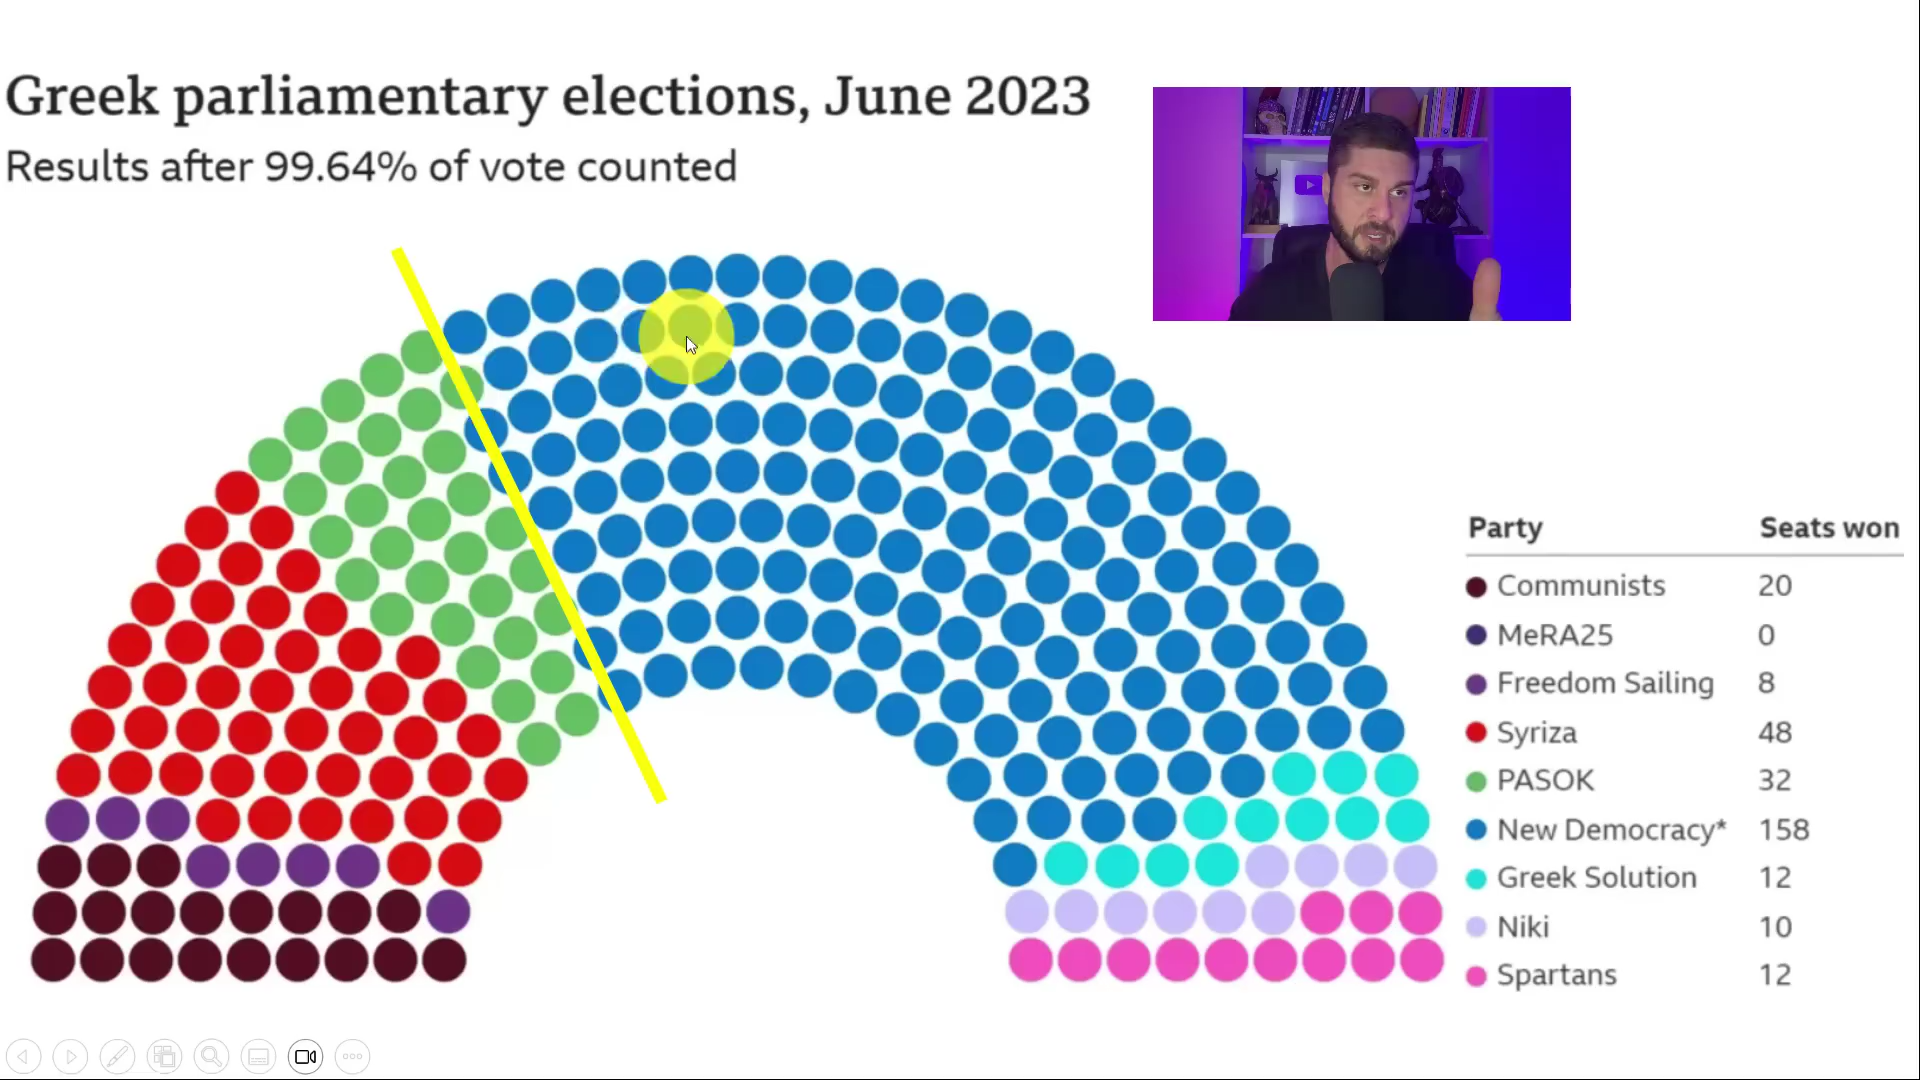 Greek parliamentary elections, June 2023
Results after 99.64% of vote counted
Party Seats won
Communists 20
MeRA25 0
Freedom Sailing 8
Syriza 48
PASOK 32
New Democracy* 158
Greek Solution 12
Niki 10
Spartans 12